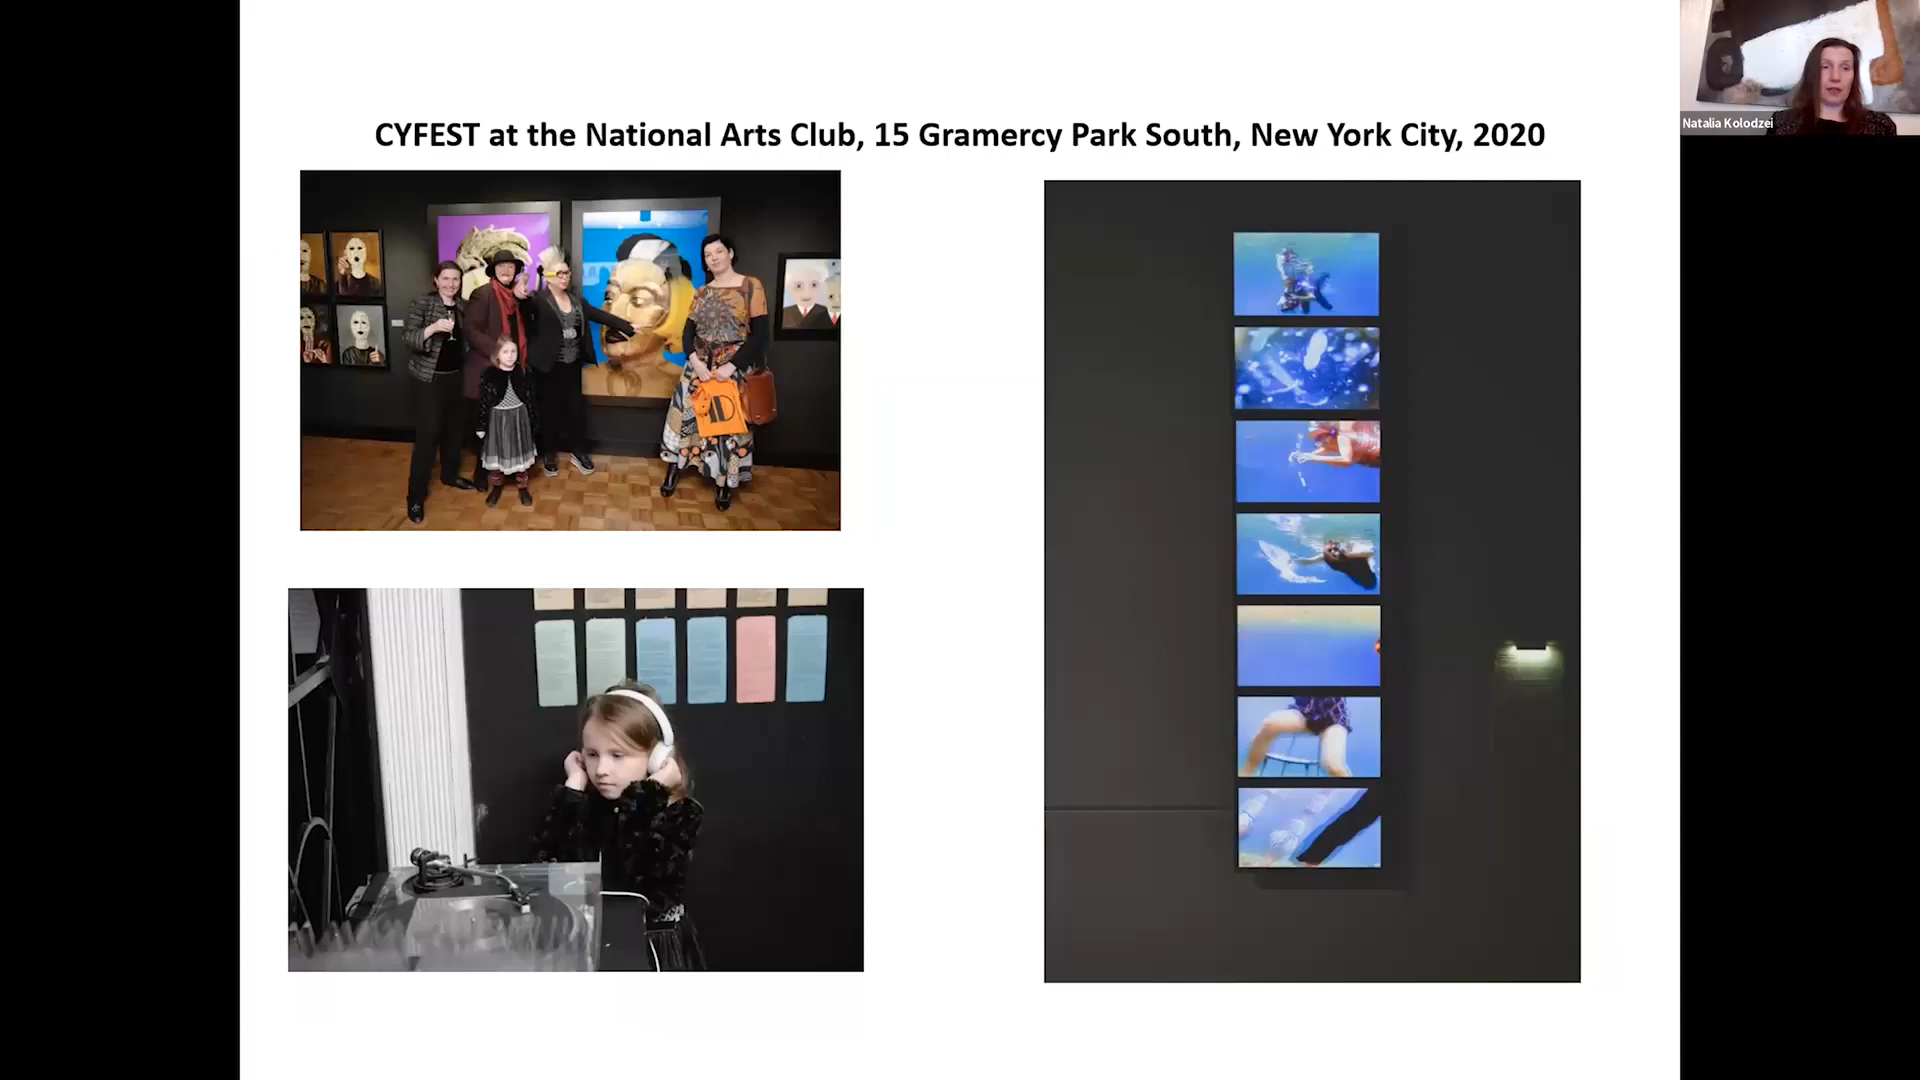 CYFEST at the National Arts Club, 15 Gramercy Park South, New York City, 2020
Natalia Kolodzei